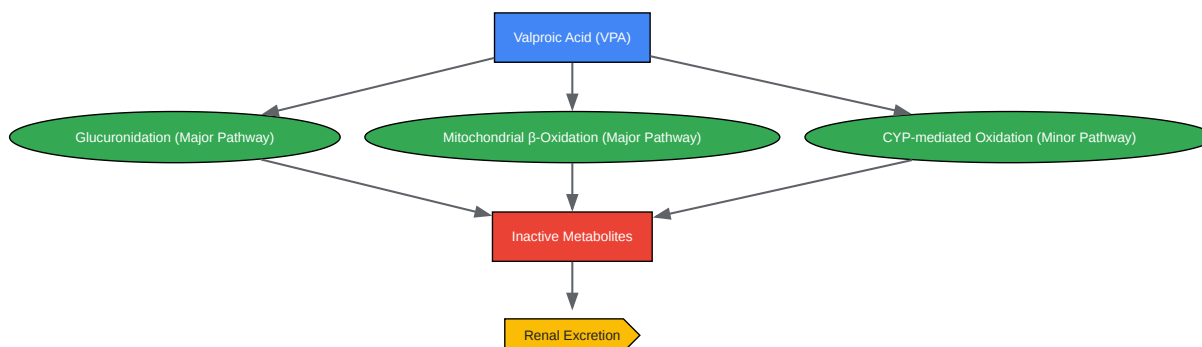 Valproic Acid (VPA)
Glucuronidation (Major Pathway)
Mitochondrial β-Oxidation (Major Pathway)
CYP-mediated Oxidation (Minor Pathway)
Inactive Metabolites
Renal Excretion